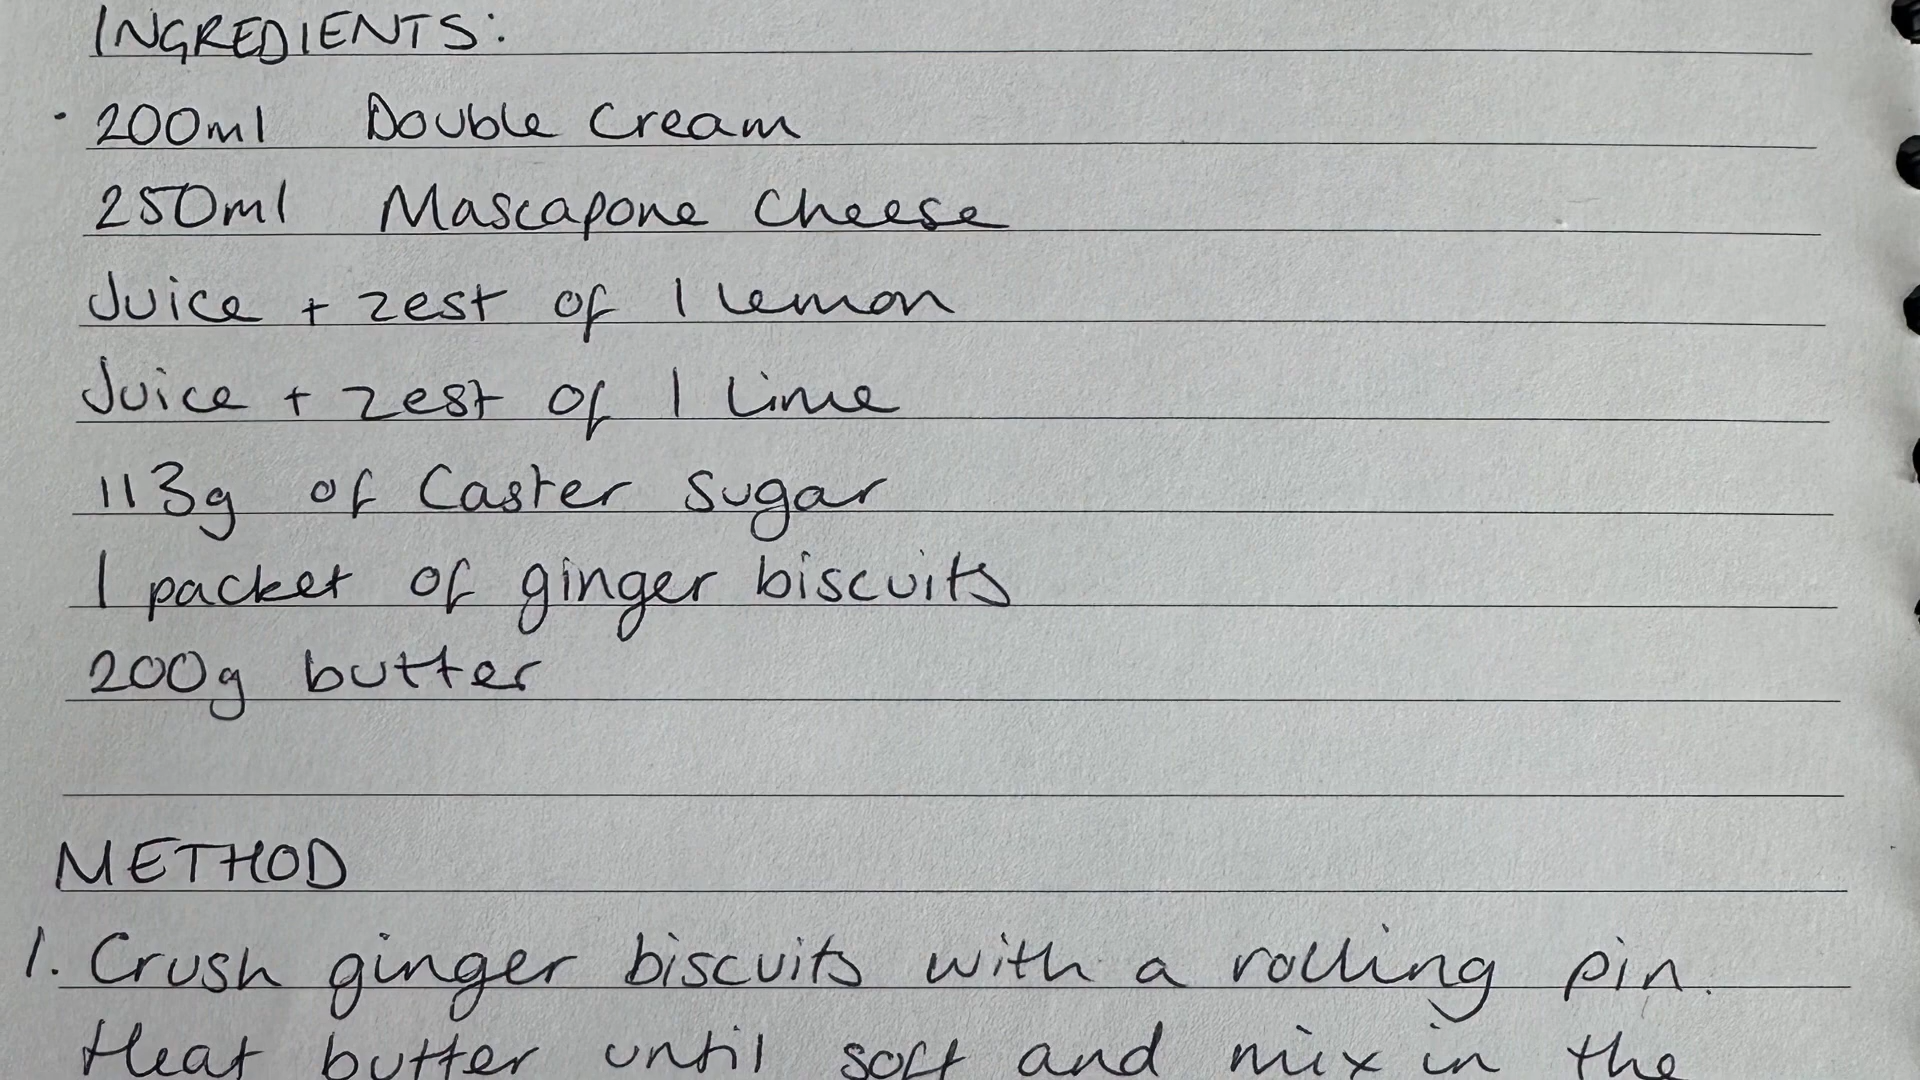 INGREDIENTS:
· 200ml Double Cream
250ml Mascapone Cheese
Juice + zest of 1 lemon
Juice + zest of 1 Lime
113g of Caster Sugar
1 packet of ginger biscuits
200g butter
METHOD
1. Crush ginger biscuits with a rolling pin.
Heat butter until soft and mix in the